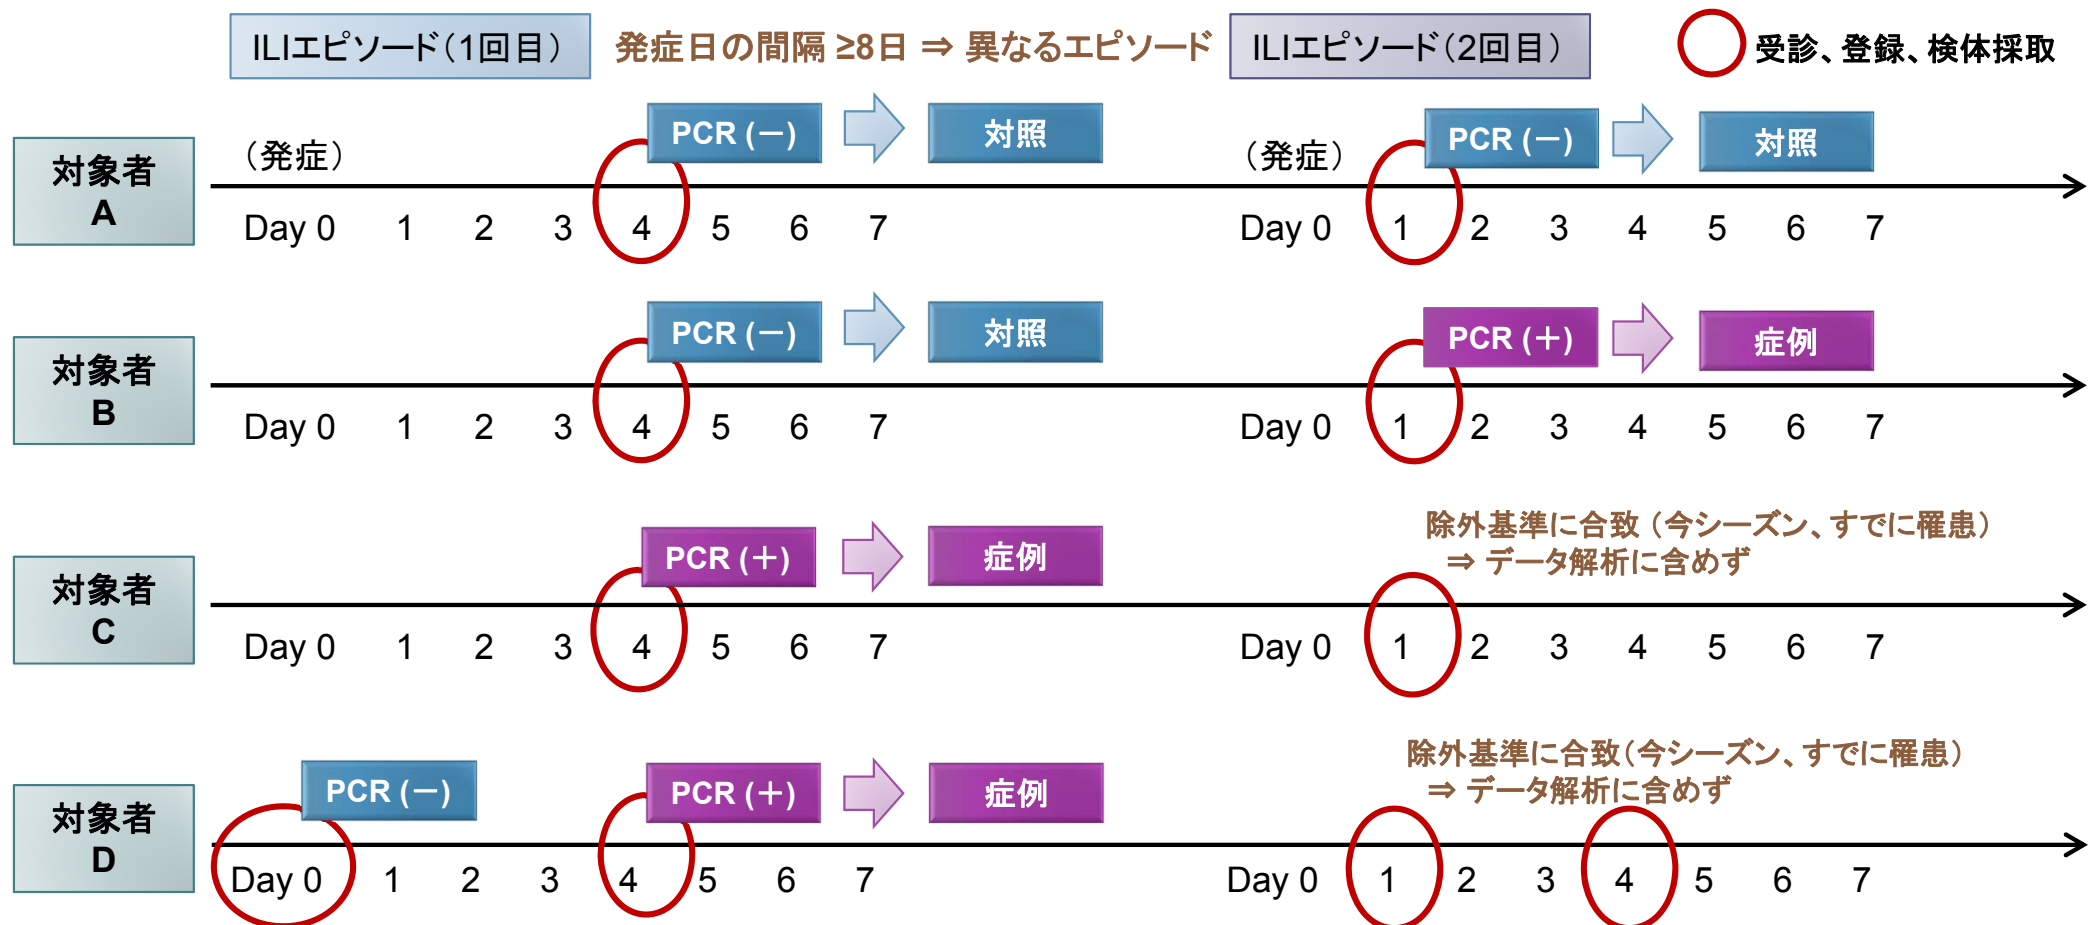 ILIエピソード（1回目）
発症日の間隔 ≥8日 ⇒ 異なるエピソード
ILIエピソード（2回目）
受診、登録、検体採取
対象者
A
（発症）
PCR (－)
対照
（発症）
PCR (－)
対照
Day 0 1 2 3 4 5 6 7
Day 0 1 2 3 4 5 6 7
対象者
B
PCR (－)
対照
PCR (＋)
症例
Day 0 1 2 3 4 5 6 7
Day 0 1 2 3 4 5 6 7
対象者
C
PCR (＋)
症例
除外基準に合致 （今シーズン、すでに罹患）
⇒ データ解析に含めず
Day 0 1 2 3 4 5 6 7
Day 0 1 2 3 4 5 6 7
対象者
D
PCR (－)
PCR (＋)
症例
除外基準に合致（今シーズン、すでに罹患）
⇒ データ解析に含めず
Day 0 1 2 3 4 5 6 7
Day 0 1 2 3 4 5 6 7